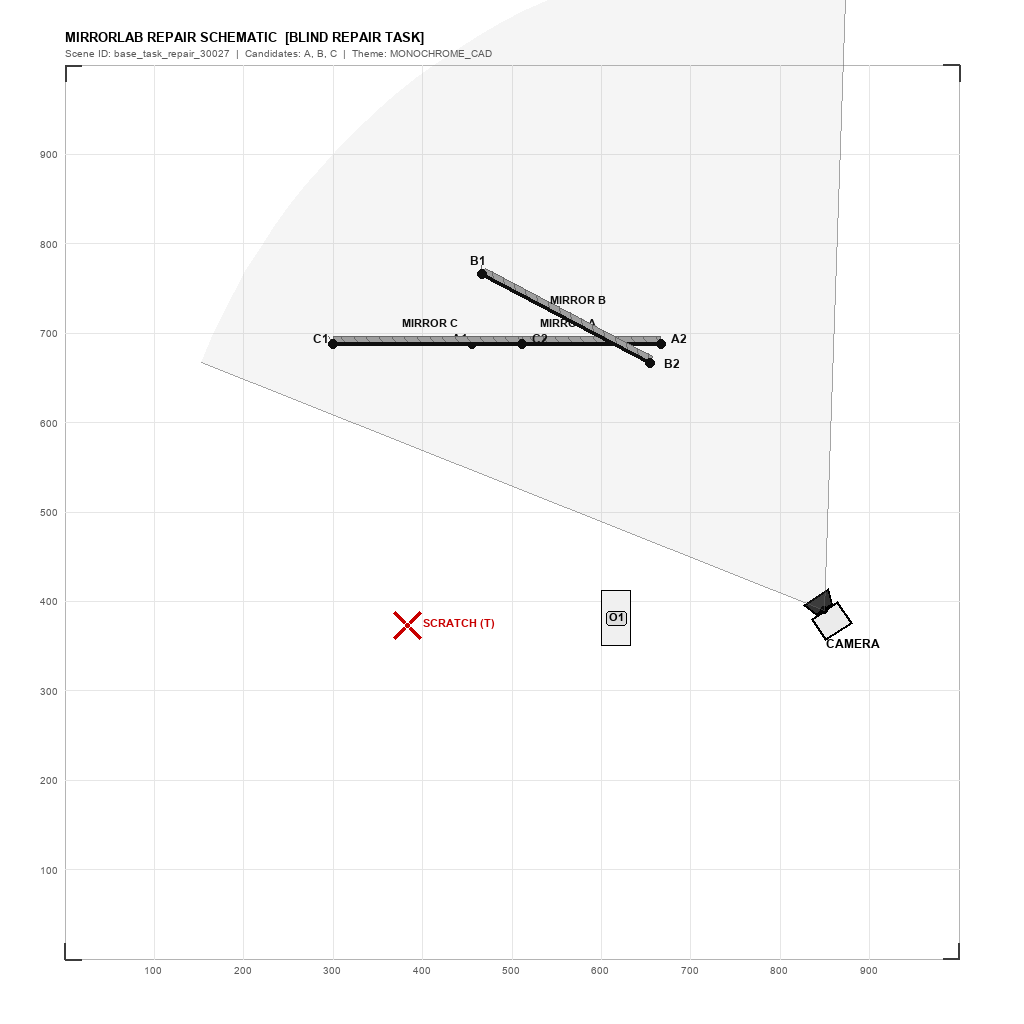 MIRRORLAB REPAIR SCHEMATIC [BLIND REPAIR TASK]
Scene ID: base_task_repair_30027 | Candidates: A, B, C | Theme: MONOCHROME_CAD
900
800
700
600
500
400
300
200
100
B1
MIRROR B
MIRROR C
MIRROR A
C1
A1
C2
A2
B2
O1
SCRATCH (T)
CAMERA
100
200
300
400
500
600
700
800
900